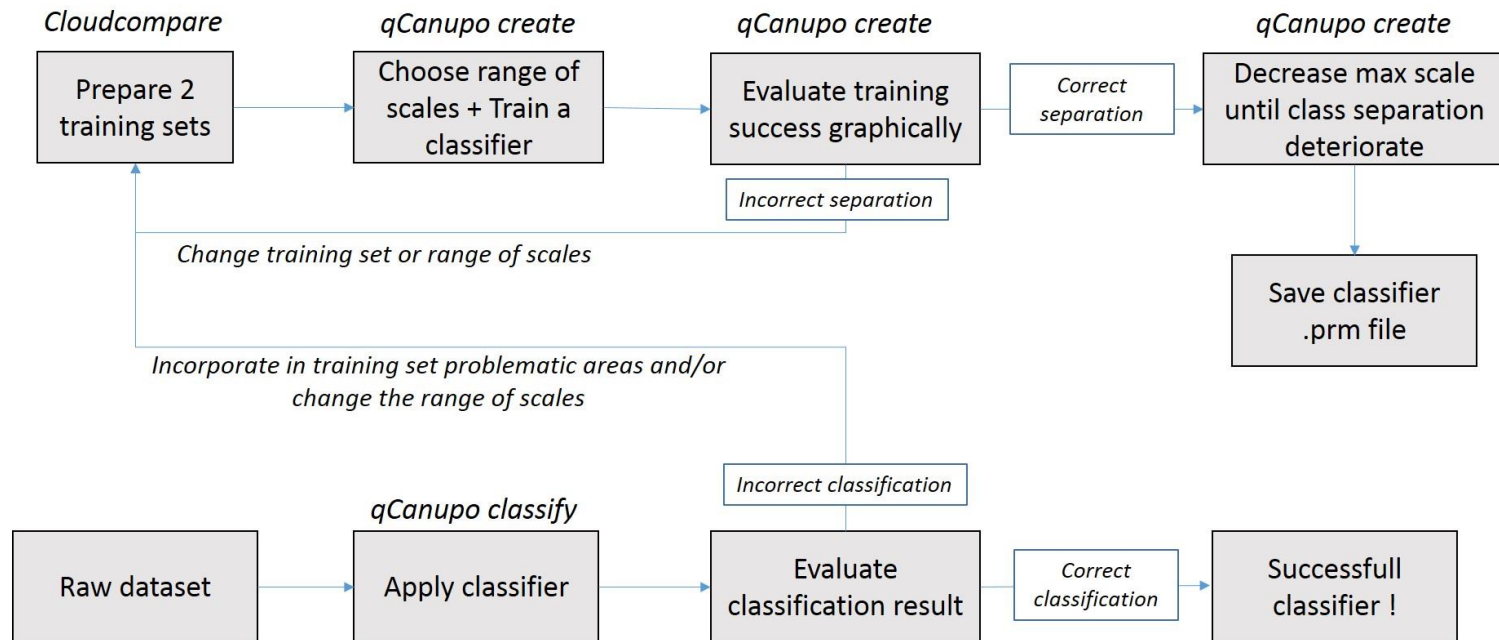 Cloudcompare
Prepare 2
training sets
qCanupo create
Choose range of
scales + Train a
classifier
qCanupo create
Evaluate training
success graphically
Correct
separation
qCanupo create
Decrease max scale
until class separation
deteriorate
Incorrect separation
Change training set or range of scales
Save classifier
.prm file
Incorporate in training set problematic areas and/or
change the range of scales
Incorrect classification
Raw dataset
qCanupo classify
Apply classifier
Evaluate
classification result
Correct
classification
Successfull
classifier !